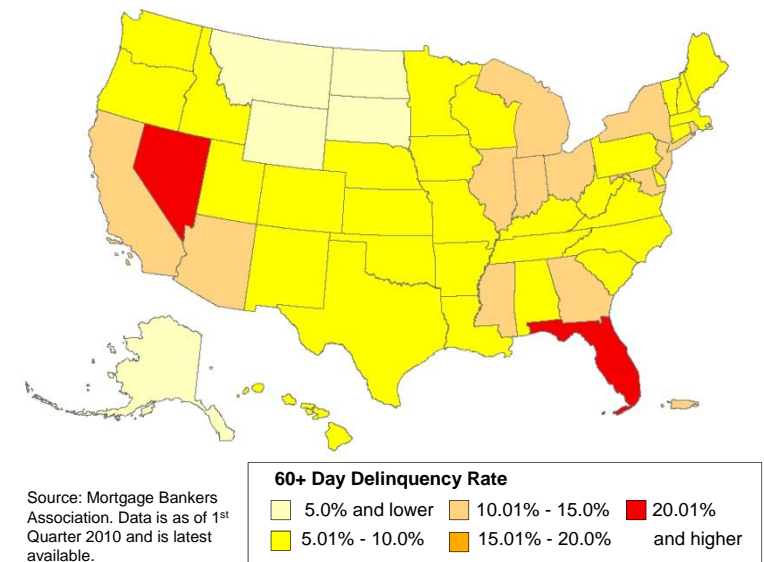 Source: Mortgage Bankers
Association. Data is as of 1st
Quarter 2010 and is latest
available.
60+ Day Delinquency Rate
5.0% and lower
10.01% - 15.0%
20.01%
and higher
5.01% - 10.0%
15.01% - 20.0%